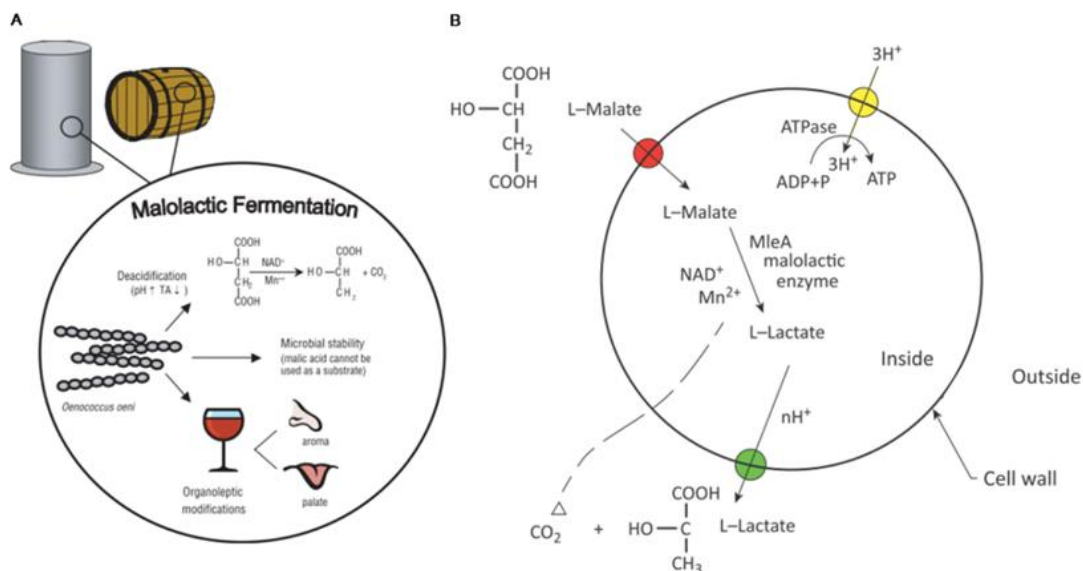 A
Malolactic Fermentation
Deacidification
(pH ↑ TA ↓ )
COOH
HO—CH
CH2
COOH
NAD+
Mn++
COOH
HO—CH
CH2
+ CO2
Microbial stability
(malic acid cannot be
used as a substrate)
Oenococcus oeni
Organoleptic
modifications
aroma
palate
B
COOH
HO—CH
CH2
COOH
L–Malate
3H+
ATPase
3H+
ADP+P
ATP
L–Malate
MleA
malolactic
enzyme
NAD+
Mn2+
L–Lactate
Inside
Outside
nH+
Cell wall
CO2
+
COOH
HO—C
CH3
L–Lactate